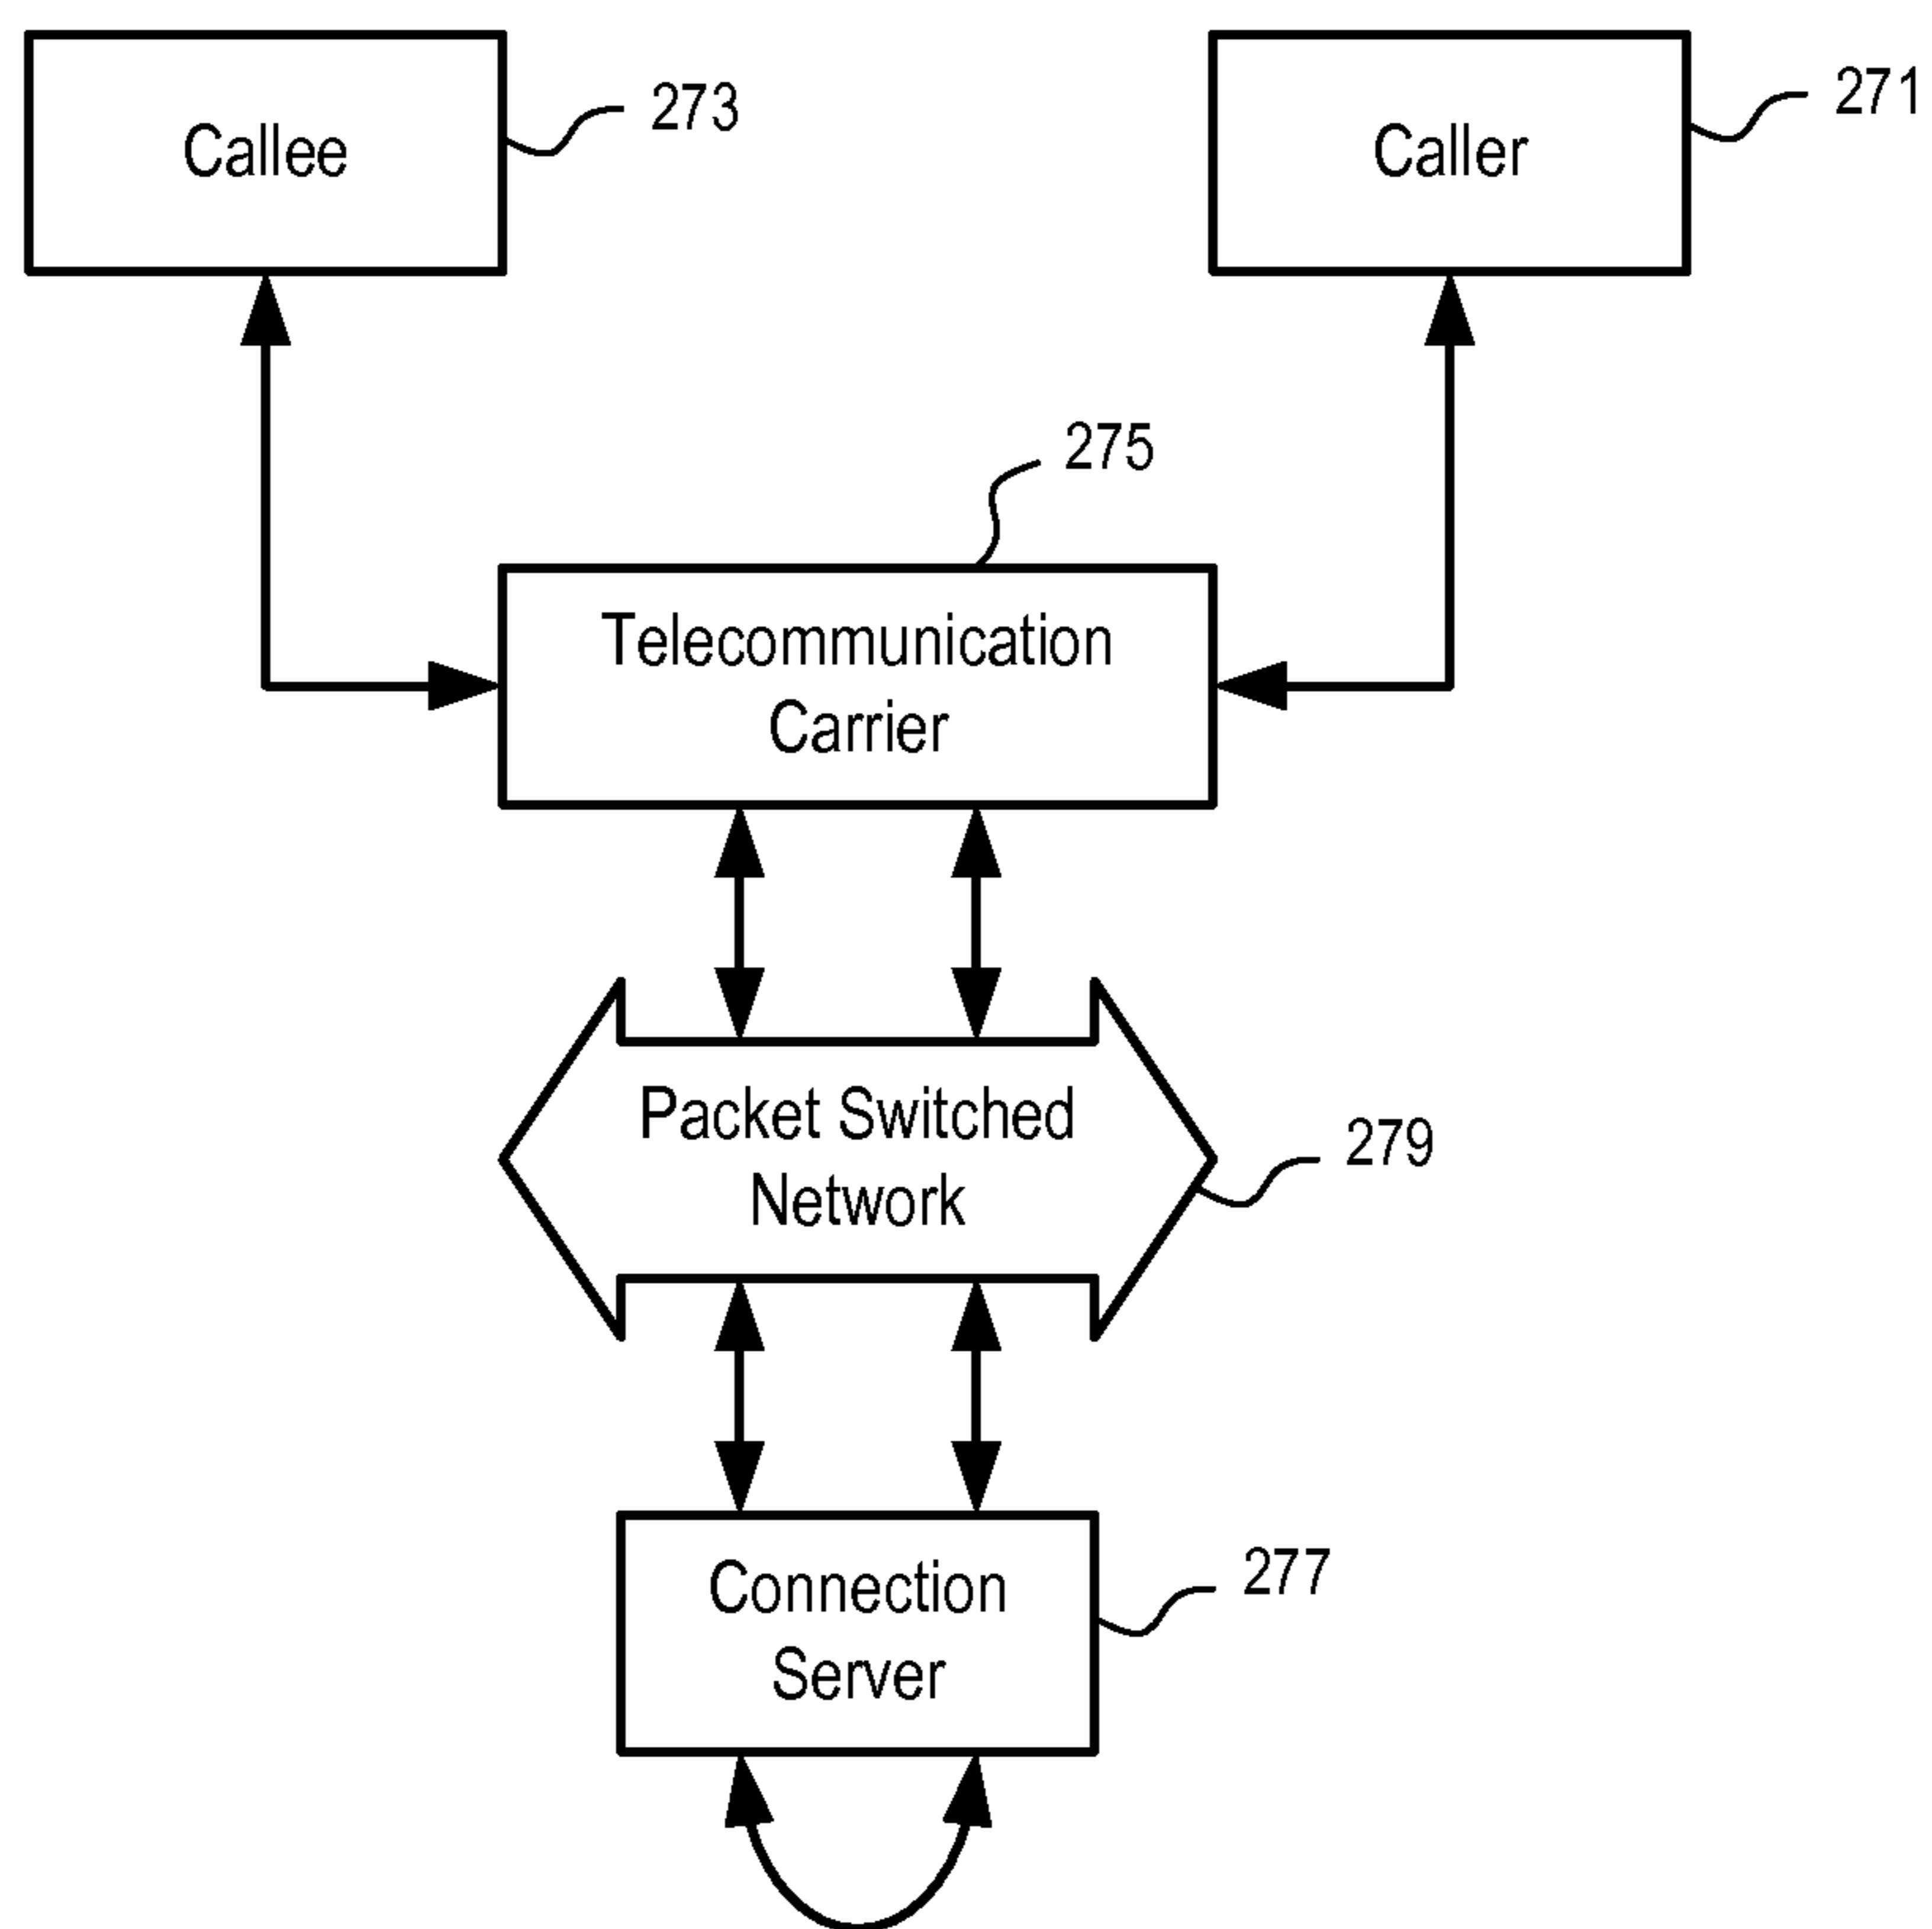 Callee
273
Caller
271
275
Telecommunication
Carrier
Packet Switched
Network
279
Connection
Server
277